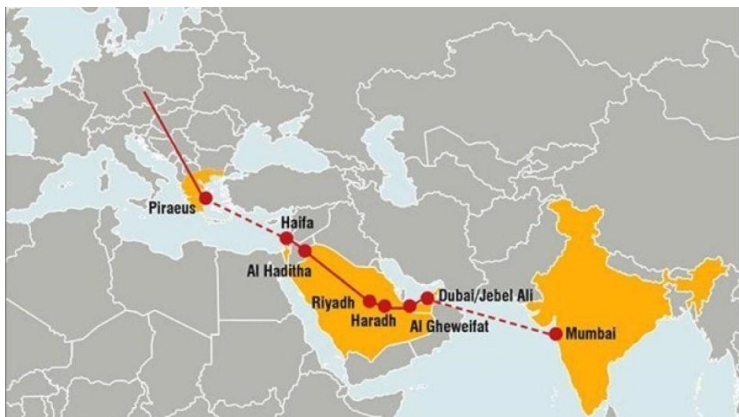 Piraeus
Haifa
Al Haditha
Riyadh
Haradh
Al Gheweifat
Dubai/Jebel Ali
Mumbai